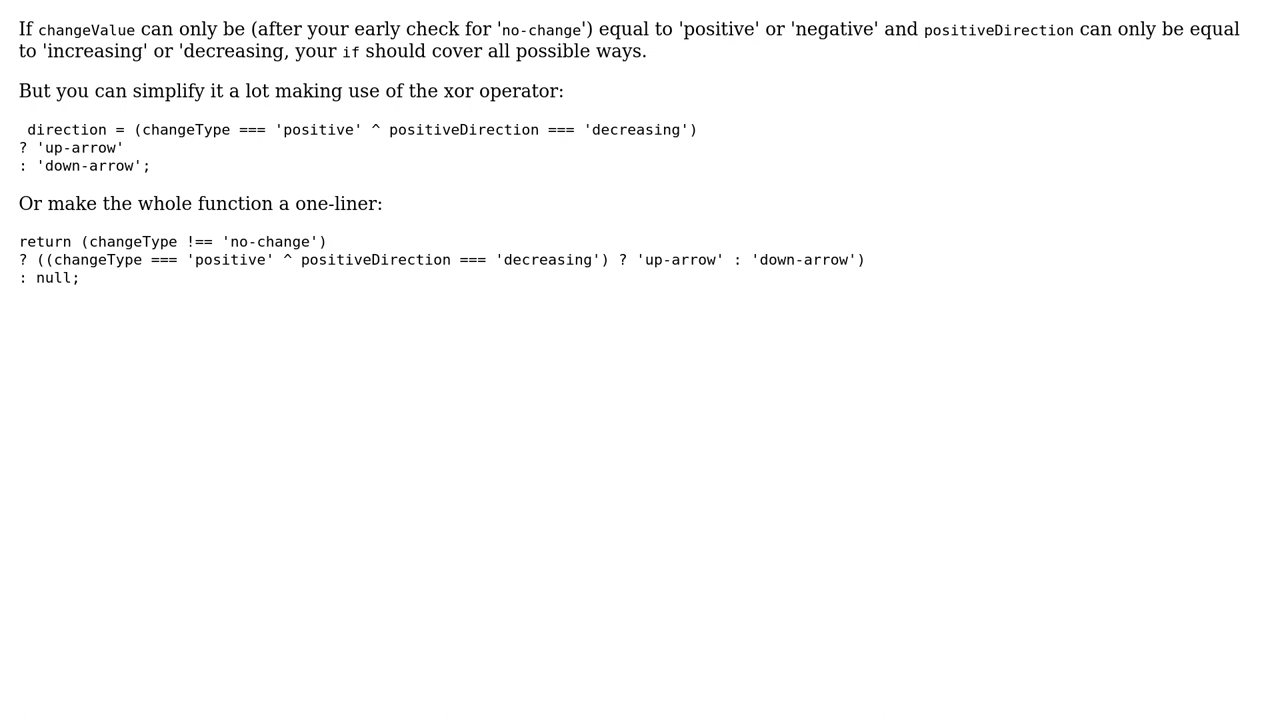 If changeValue can only be (after your early check for 'no-change') equal to 'positive' or 'negative' and positiveDirection can only be equal
to 'increasing' or 'decreasing, your if should cover all possible ways.
But you can simplify it a lot making use of the xor operator:
direction = (changeType === 'positive' ^ positiveDirection === 'decreasing')
? 'up-arrow'
: 'down-arrow';
Or make the whole function a one-liner:
return (changeType !== 'no-change')
? ((changeType === 'positive' ^ positiveDirection === 'decreasing') ? 'up-arrow' : 'down-arrow')
: null;